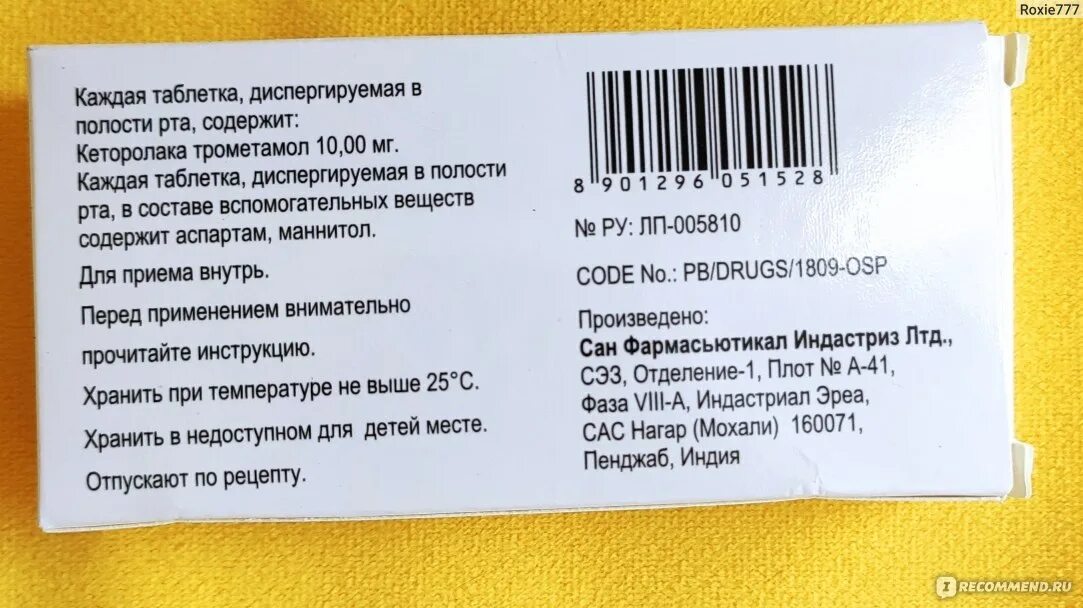 Roxie777
Каждая таблетка, диспергируемая в
полости рта, содержит:
Кеторолака трометамол 10,00 мг.
Каждая таблетка, диспергируемая в полости
рта, в составе вспомогательных веществ
содержит аспартам, маннитол.
Для приема внутрь.
Перед применением внимательно
прочитайте инструкцию.
Хранить при температуре не выше 25°C.
Хранить в недоступном для детей месте.
Отпускают по рецепту.
8 901296 051528
№ РУ: ЛП-005810
CODE No.: PB/DRUGS/1809-OSP
Произведено:
Сан Фармасьютикал Индастриз Лтд.,
СЭЗ, Отделение-1, Плот № А-41,
Фаза VIII-А, Индастриал Эреа,
САС Нагар (Мохали) 160071,
Пенджаб, Индия
I RECOMMEND.RU